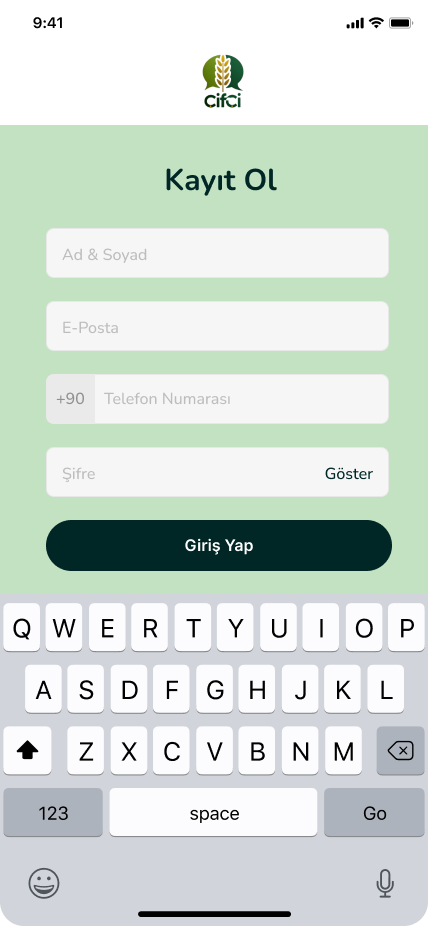 9:41
CifCi
Kayıt Ol
Ad & Soyad
E-Posta
+90 Telefon Numarası
Şifre Göster
Giriş Yap
Q W E R T Y U I O P
A S D F G H J K L
Z X C V B N M
123 space Go